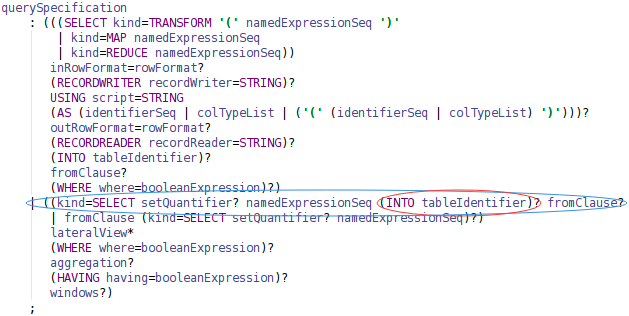 querySpecification
: (((SELECT kind=TRANSFORM '(' namedExpressionSeq ')'
| kind=MAP namedExpressionSeq
| kind=REDUCE namedExpressionSeq))
inRowFormat=rowFormat?
(RECORDWRITER recordWriter=STRING)?
USING script=STRING
(AS (identifierSeq | colTypeList | ('(' (identifierSeq | colTypeList) ')')))?
outRowFormat=rowFormat?
(RECORDREADER recordReader=STRING)?
(INTO tableIdentifier)?
fromClause?
(WHERE where=booleanExpression)?)
| ((kind=SELECT setQuantifier? namedExpressionSeq (INTO tableIdentifier)? fromClause?
| fromClause (kind=SELECT setQuantifier? namedExpressionSeq)?)
lateralView*
(WHERE where=booleanExpression)?
aggregation?
(HAVING having=booleanExpression)?
windows?)
;